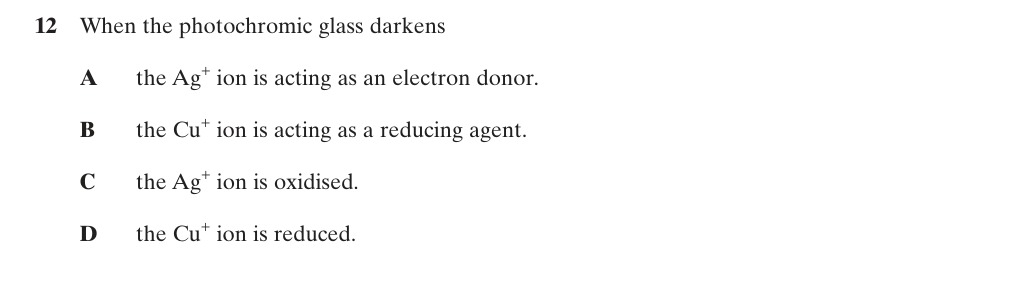 12 When the photochromic glass darkens
A the Ag⁺ ion is acting as an electron donor.
B the Cu⁺ ion is acting as a reducing agent.
C the Ag⁺ ion is oxidised.
D the Cu⁺ ion is reduced.